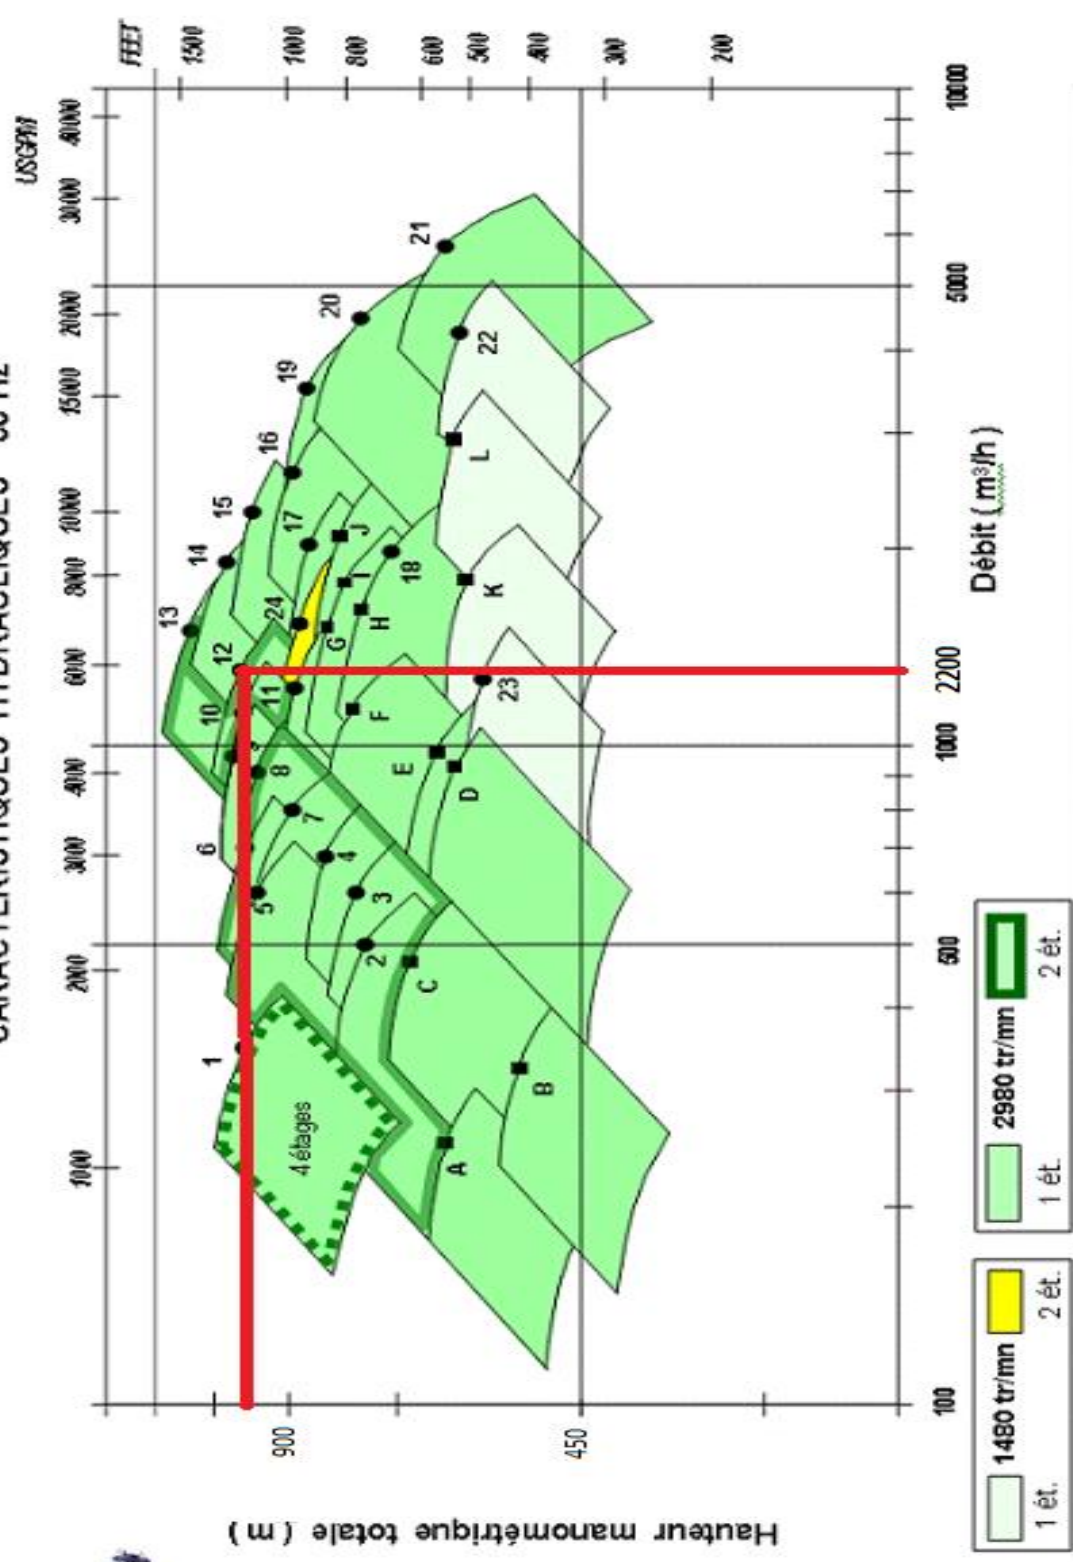 CARACTERISTIQUES HYDRAULIQUES 50 Hz
USGPM
1000 2000 3000 4000 6000 8000 10000 15000 20000 30000 40000
FEET
1500
1000
800
600
500
400
300
200
Hauteur manométrique totale ( m )
900
450
4 étages
1
2
3
4
5
6
7
8
9
10
11
12
13
14
15
16
17
18
19
20
21
22
23
24
A
B
C
D
E
F
G
H
I
J
K
L
100 500 1000 2200 5000 10000
Débit ( m³/h )
1480 tr/mn 2980 tr/mn
1 ét. 2 ét. 1 ét. 2 ét.